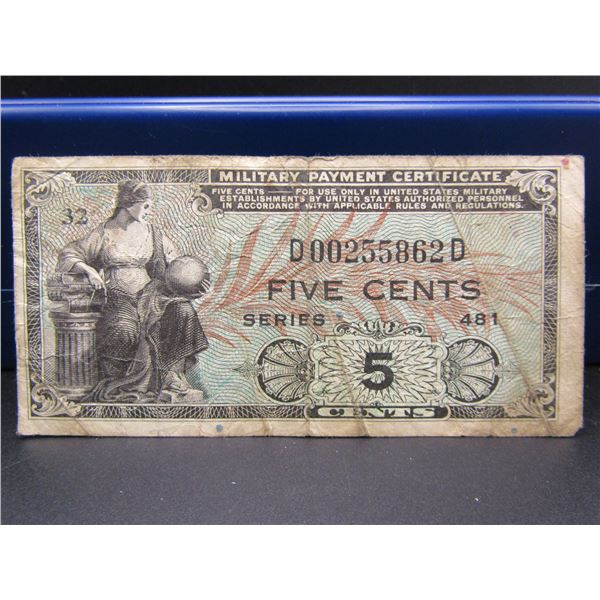 MILITARY PAYMENT CERTIFICATE
FIVE CENTS — FOR USE ONLY IN UNITED STATES MILITARY
ESTABLISHMENTS BY UNITED STATES AUTHORIZED PERSONNEL
IN ACCORDANCE WITH APPLICABLE RULES AND REGULATIONS.
32
D00255862D
FIVE CENTS
SERIES 481
5
CENTS